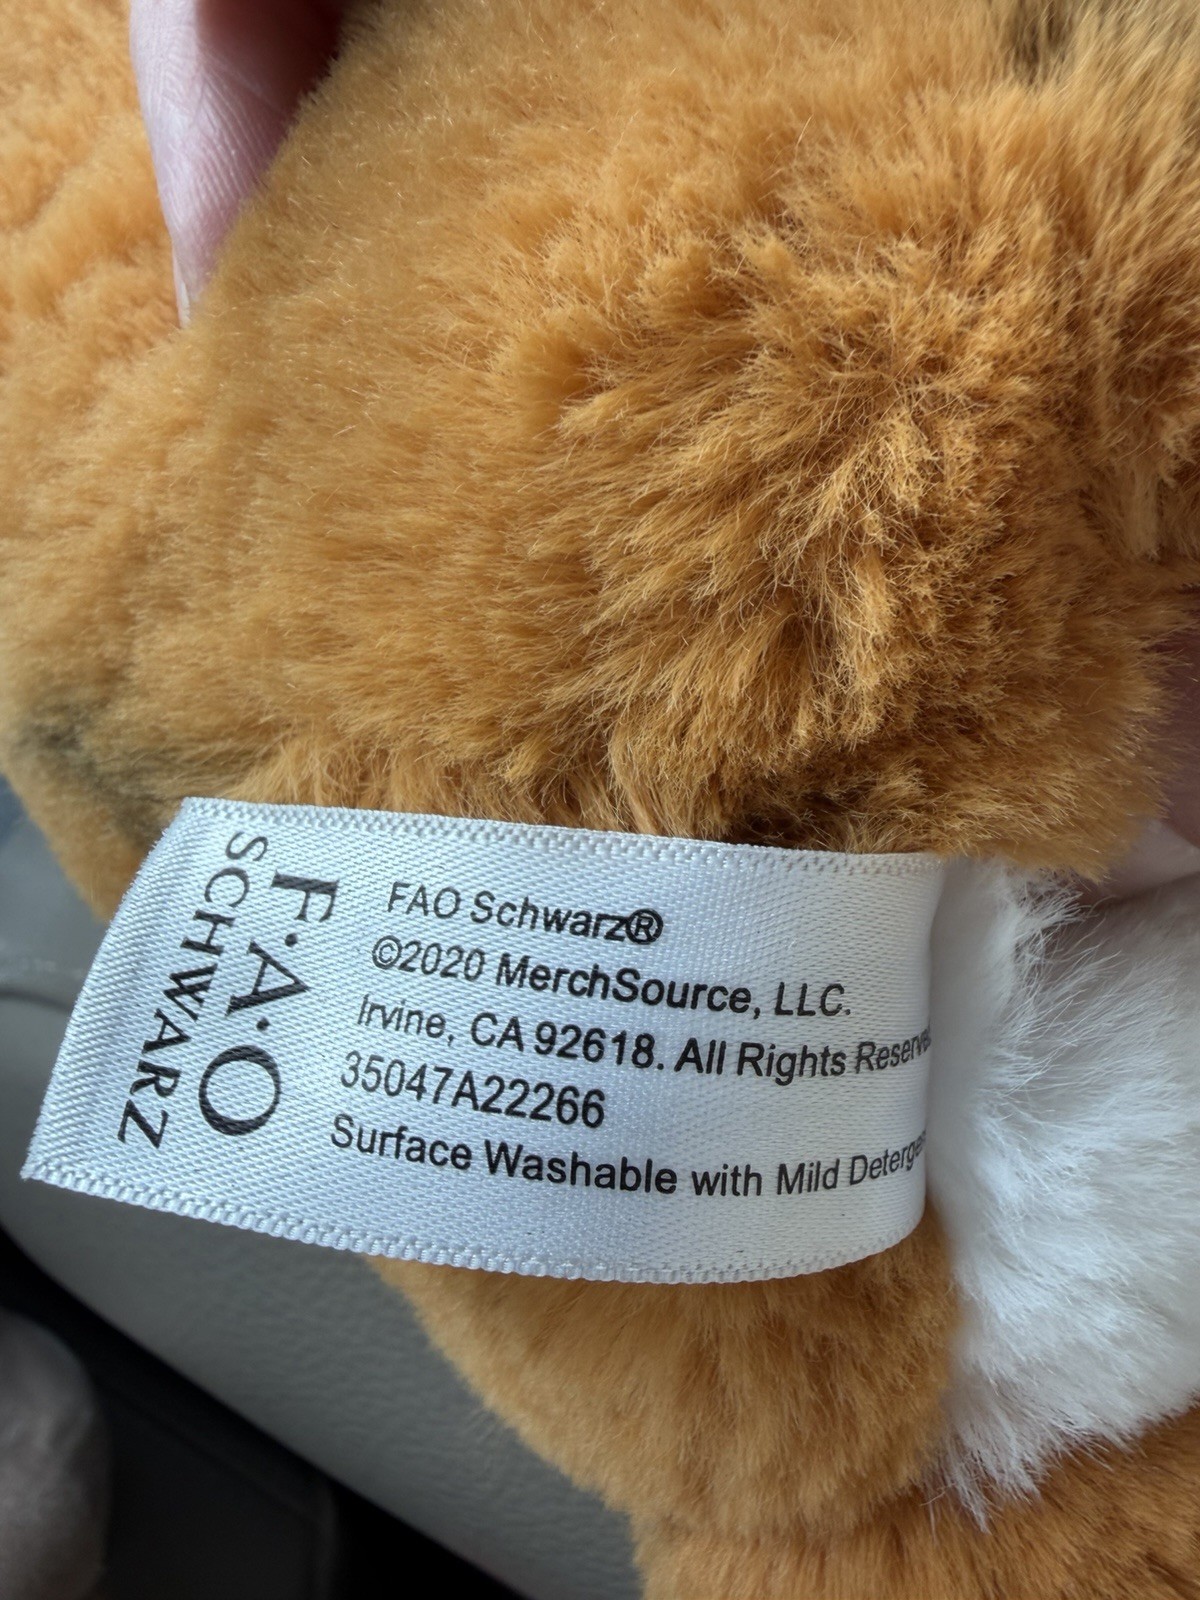 F·A·O
SCHWARZ
FAO Schwarz®
©2020 MerchSource, LLC.
Irvine, CA 92618. All Rights
35047A22266
Surface Washable with Mild